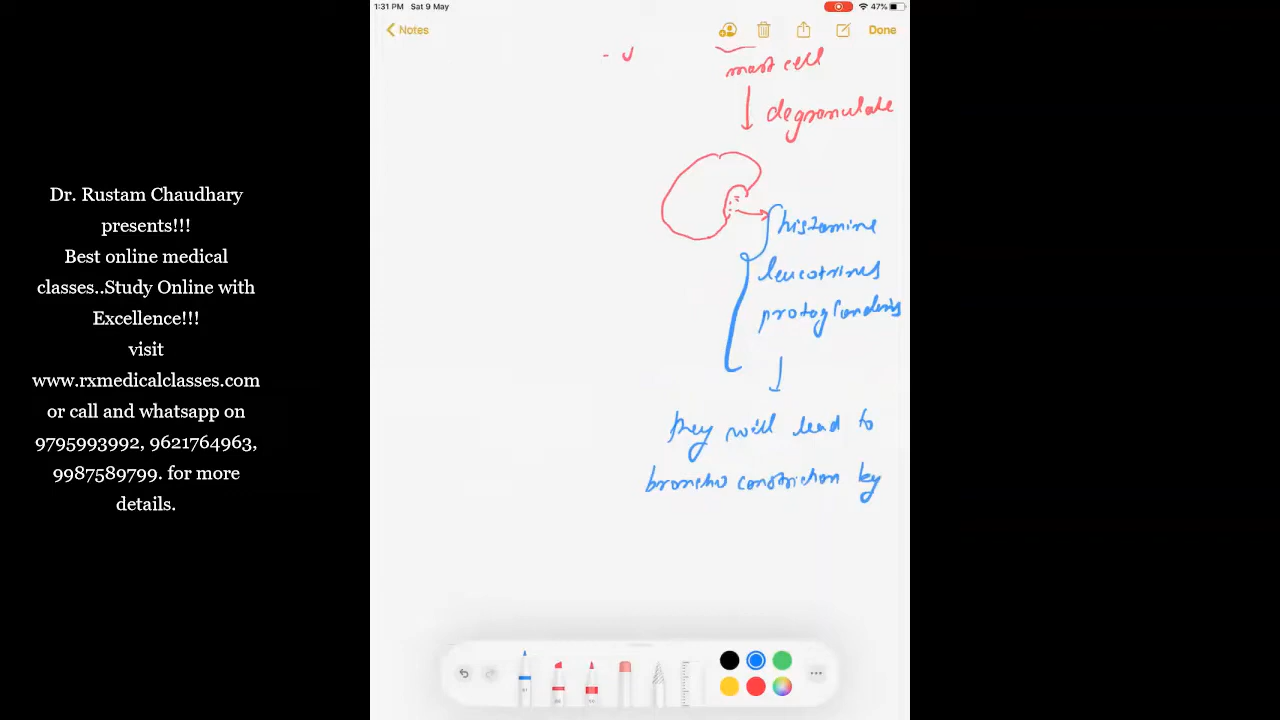 1:31 PM Sat 9 May
47%
Notes
Done
mast cell
degranulate
histamine
leucotrines
protoglanderis
they will lead to
broncho constriction by
Dr. Rustam Chaudhary
presents!!!
Best online medical
classes..Study Online with
Excellence!!!
visit
www.rxmedicalclasses.com
or call and whatsapp on
9795993992, 9621764963,
9987589799. for more
details.